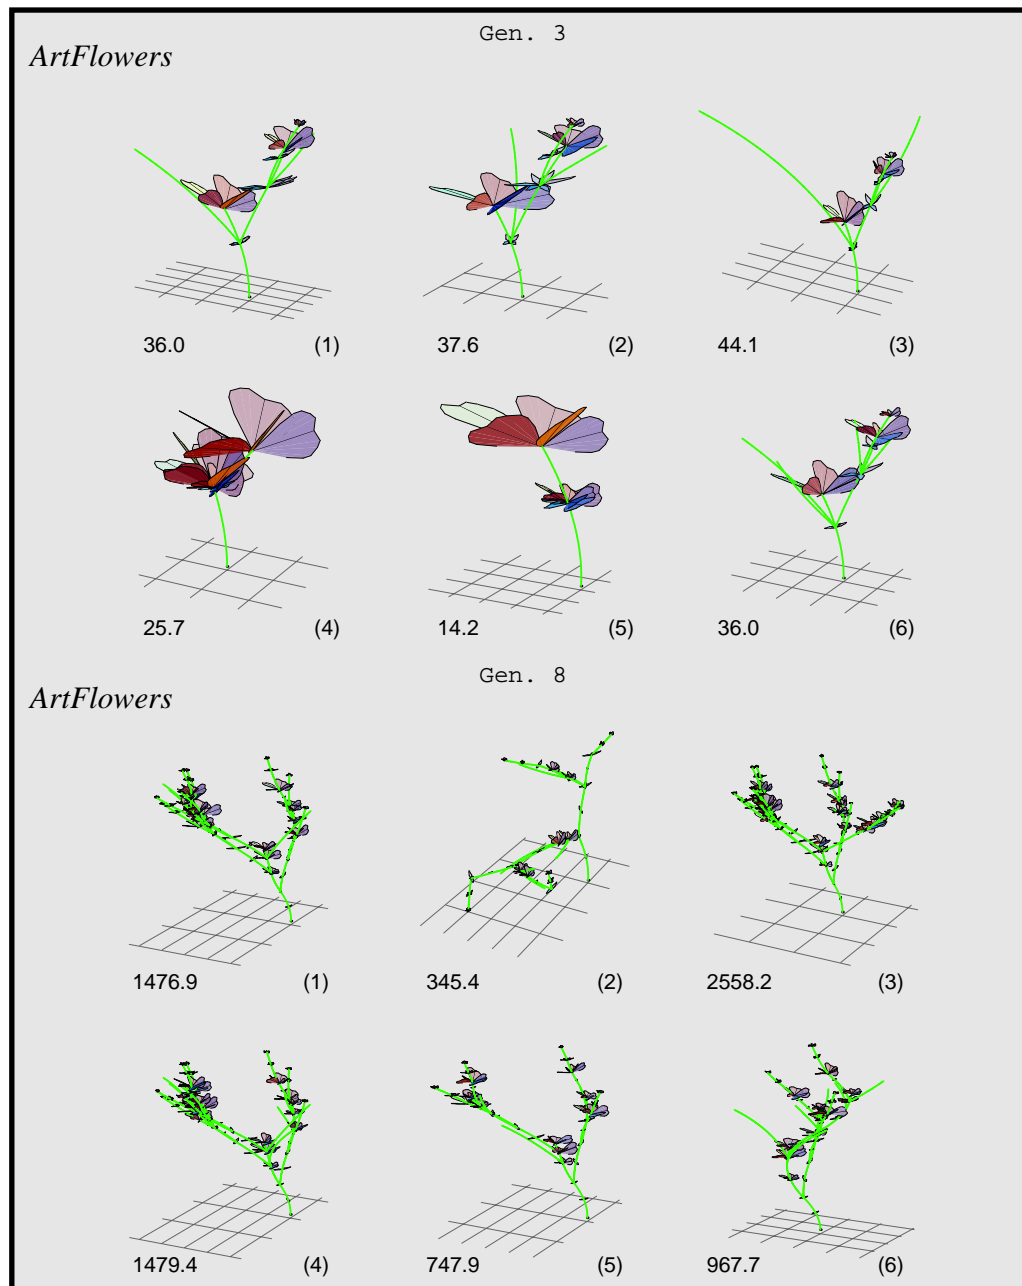 Gen. 3
ArtFlowers
36.0 (1) 37.6 (2) 44.1 (3)
25.7 (4) 14.2 (5) 36.0 (6)
Gen. 8
ArtFlowers
1476.9 (1) 345.4 (2) 2558.2 (3)
1479.4 (4) 747.9 (5) 967.7 (6)